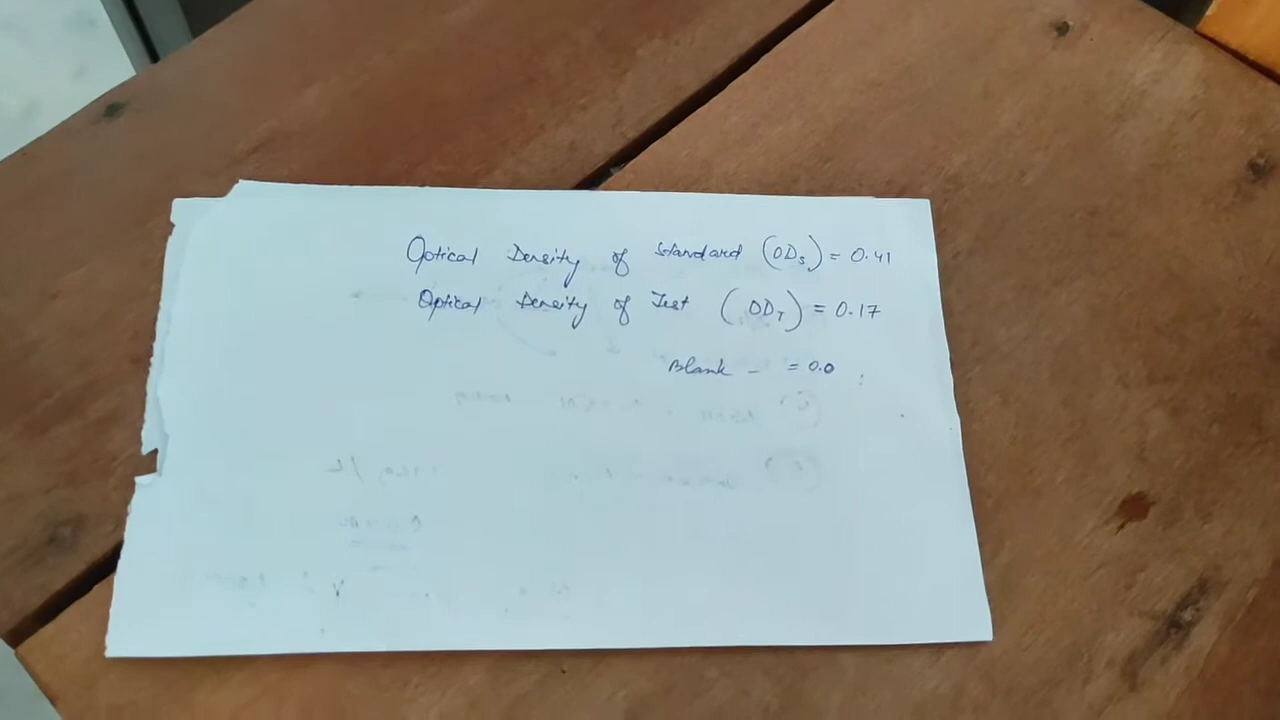 Optical Density of Standard (ODs) = 0.41
Optical Density of Test (ODT) = 0.17
Blank - = 0.0